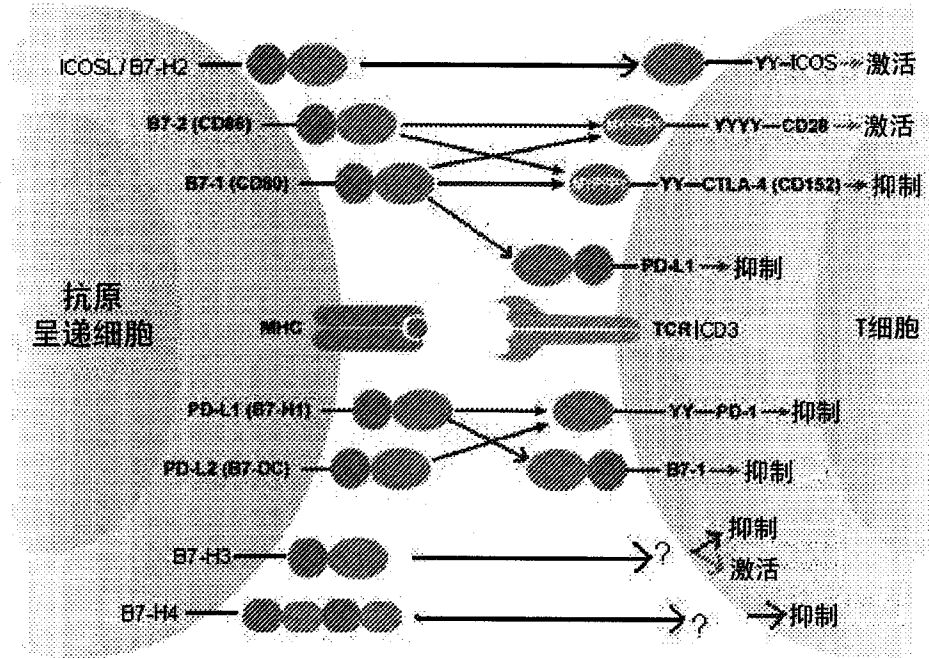 ICOSL/B7-H2
YY-ICOS
激活
B7-2 (CD86)
YYYY-CD28
激活
B7-1 (CD80)
YY-CTLA-4 (CD152)
抑制
PD-L1
抑制
抗原
呈递细胞
MHC
TCR|CD3
T细胞
PD-L1 (B7-H1)
YY-PD-1
抑制
PD-L2 (B7-DC)
B7-1
抑制
B7-H3
?
抑制
激活
B7-H4
?
抑制